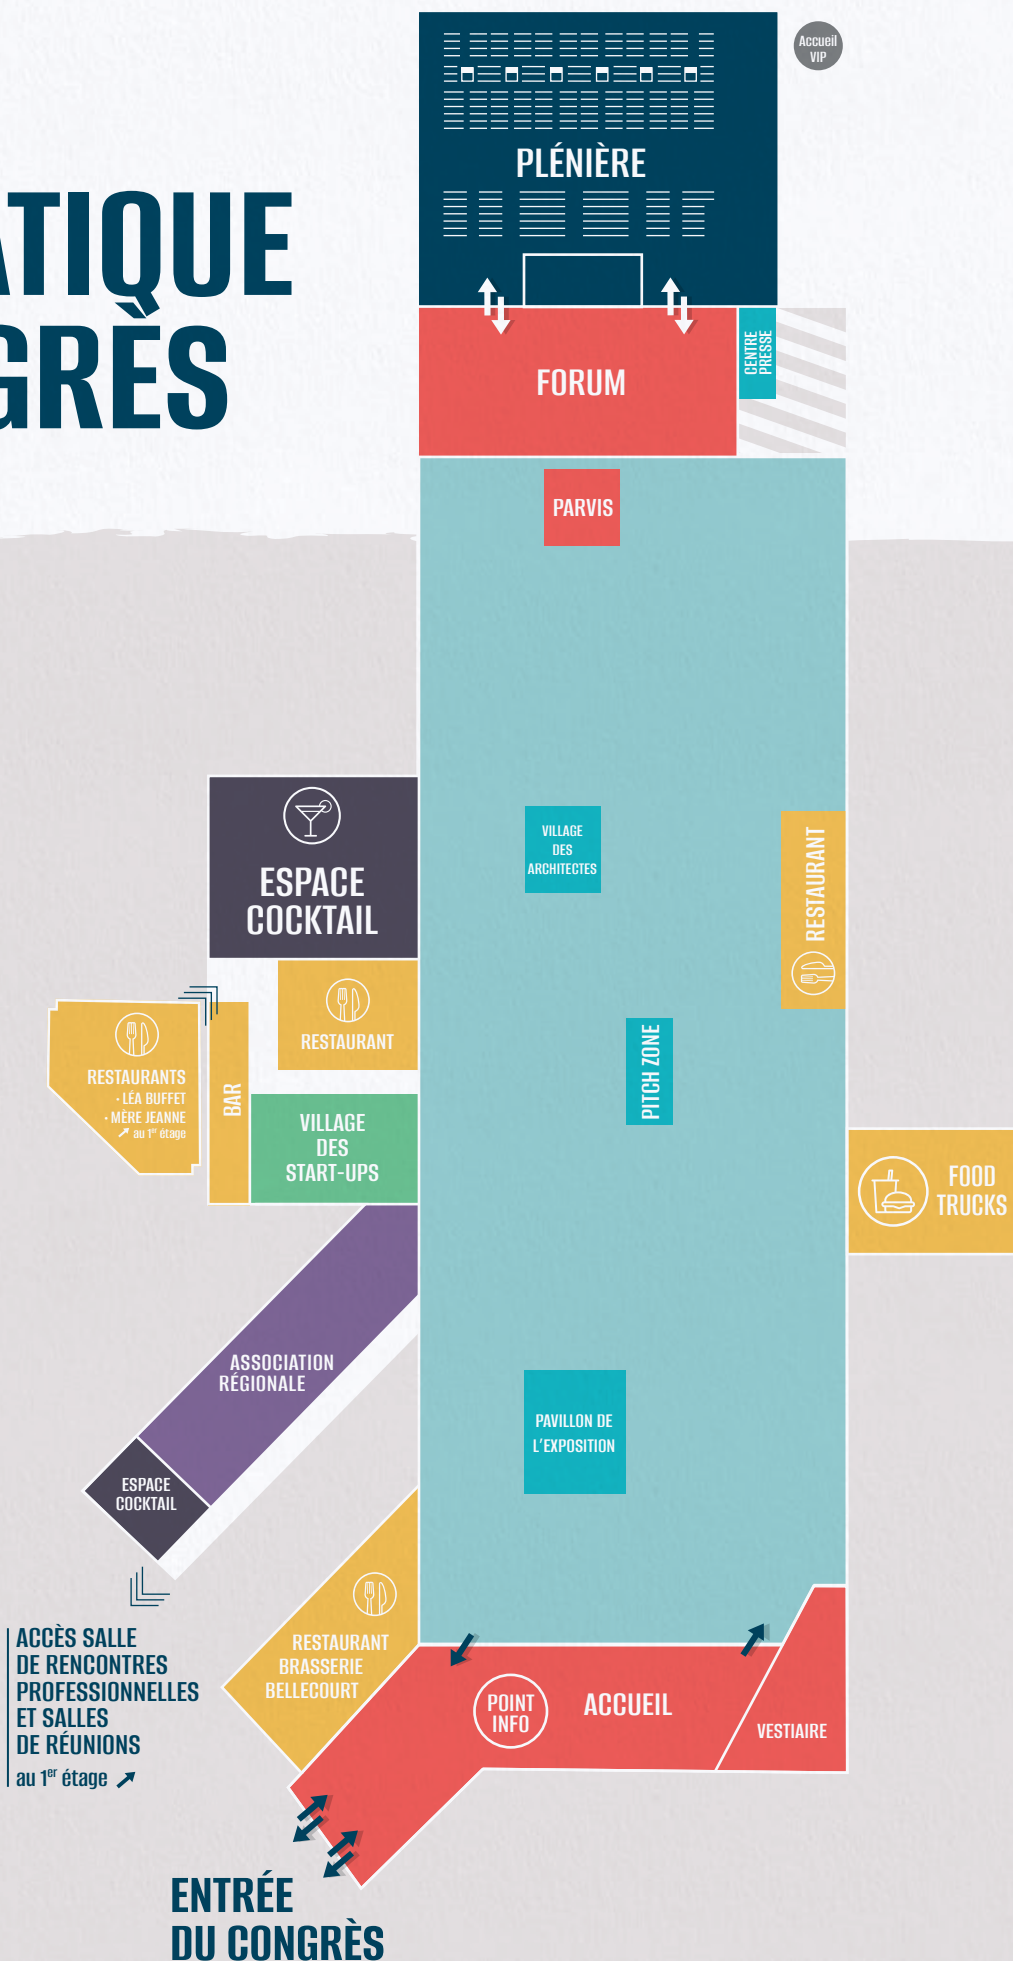 Accueil
VIP
PLÉNIÈRE
ATIQUE
GRÈS
FORUM
CENTRE
PRESSE
PARVIS
VILLAGE
DES
ARCHITECTES
RESTAURANT
ESPACE
COCKTAIL
RESTAURANT
RESTAURANTS
· LÉA BUFFET
· MÈRE JEANNE
au 1er étage
BAR
PITCH ZONE
VILLAGE
DES
START-UPS
FOOD
TRUCKS
ASSOCIATION
RÉGIONALE
PAVILLON DE
L'EXPOSITION
ESPACE
COCKTAIL
RESTAURANT
BRASSERIE
BELLECOURT
ACCÈS SALLE
DE RENCONTRES
PROFESSIONNELLES
ET SALLES
DE RÉUNIONS
au 1er étage
POINT
INFO
ACCUEIL
VESTIAIRE
ENTRÉE
DU CONGRÈS